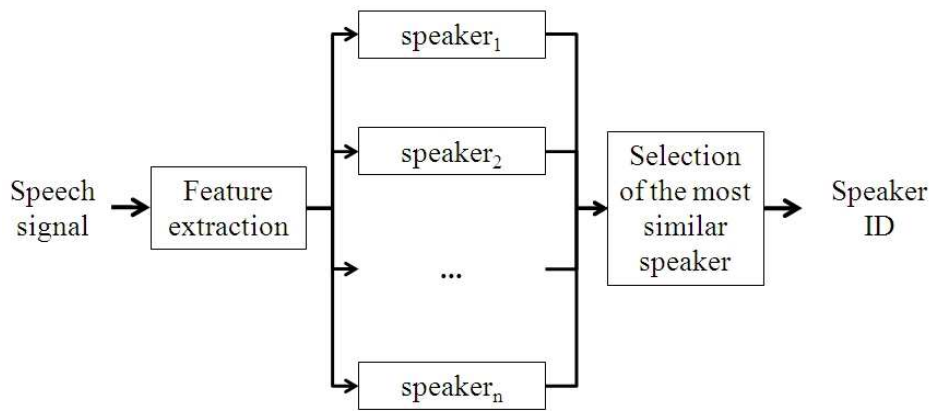 Speech
signal
Feature
extraction
speaker₁
speaker₂
...
speakerₙ
Selection
of the most
similar
speaker
Speaker
ID